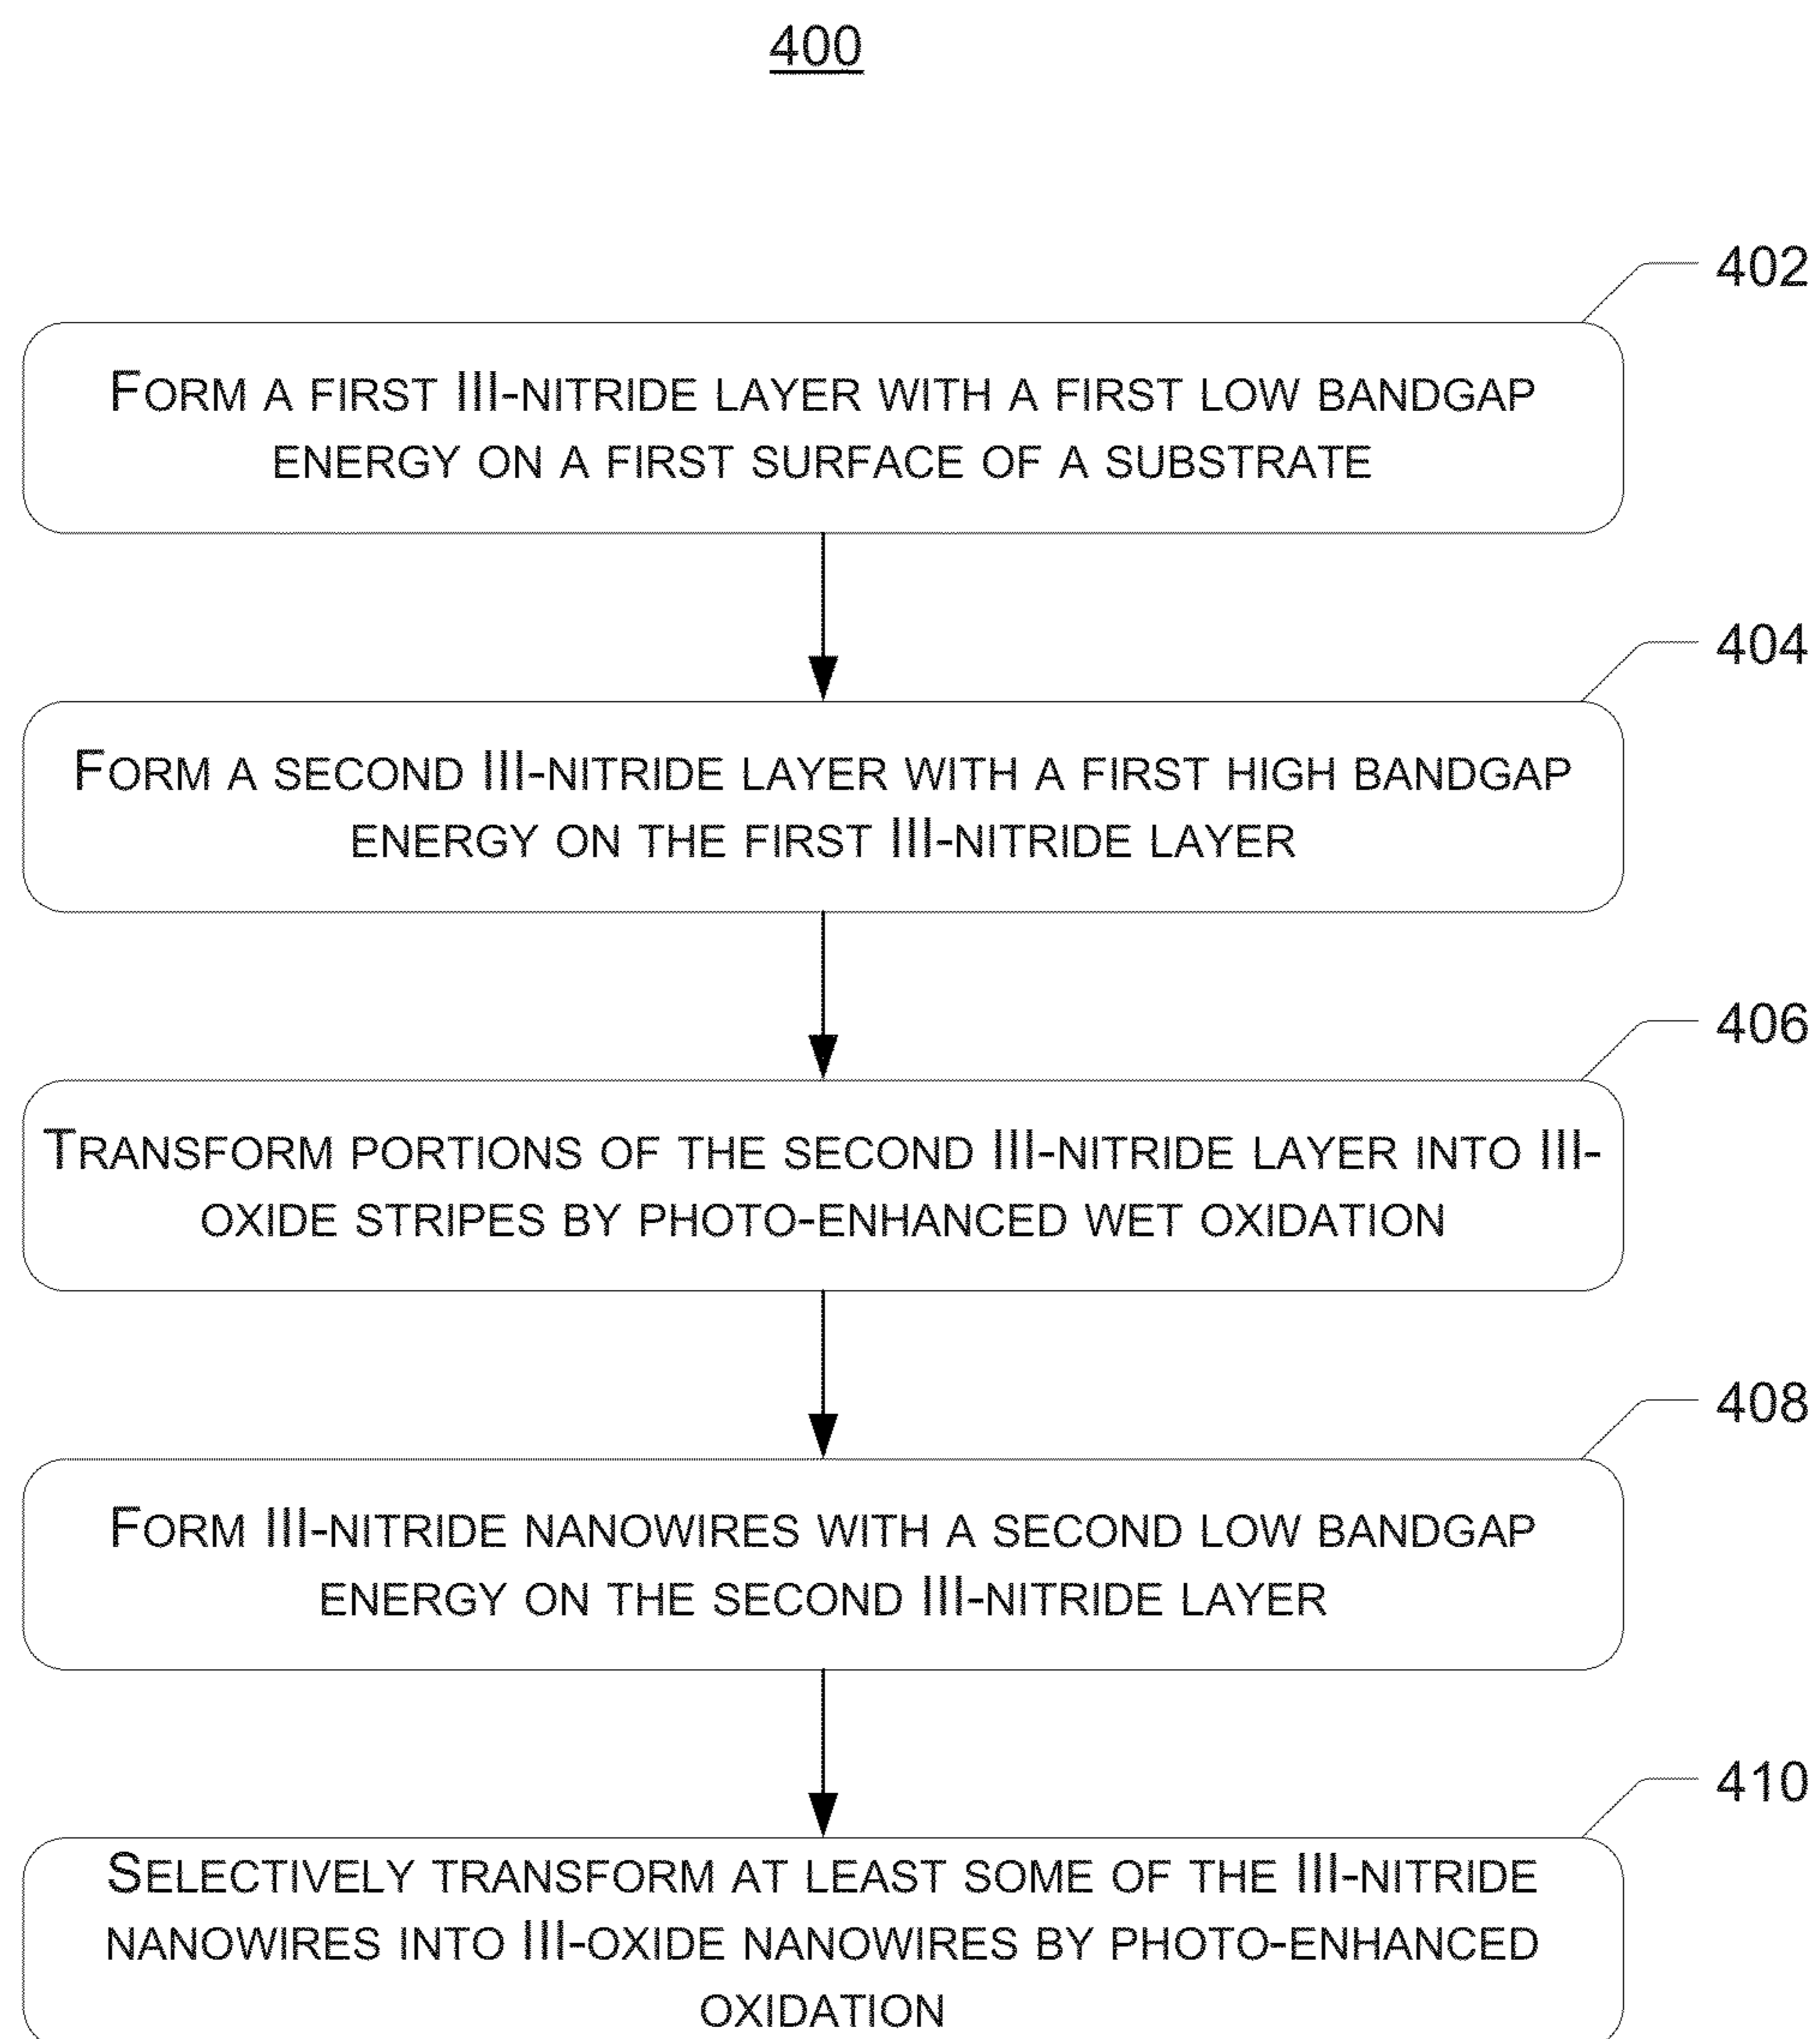 400
402
FORM A FIRST III-NITRIDE LAYER WITH A FIRST LOW BANDGAP
ENERGY ON A FIRST SURFACE OF A SUBSTRATE
404
FORM A SECOND III-NITRIDE LAYER WITH A FIRST HIGH BANDGAP
ENERGY ON THE FIRST III-NITRIDE LAYER
406
TRANSFORM PORTIONS OF THE SECOND III-NITRIDE LAYER INTO III-
OXIDE STRIPES BY PHOTO-ENHANCED WET OXIDATION
408
FORM III-NITRIDE NANOWIRES WITH A SECOND LOW BANDGAP
ENERGY ON THE SECOND III-NITRIDE LAYER
410
SELECTIVELY TRANSFORM AT LEAST SOME OF THE III-NITRIDE
NANOWIRES INTO III-OXIDE NANOWIRES BY PHOTO-ENHANCED
OXIDATION